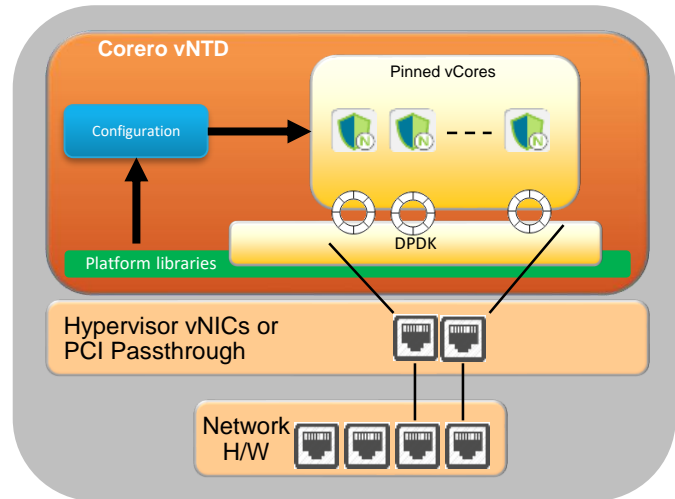 Corero vNTD
Pinned vCores
Configuration
N
N
N
DPDK
Platform libraries
Hypervisor vNICs or
PCI Passthrough
Network
H/W